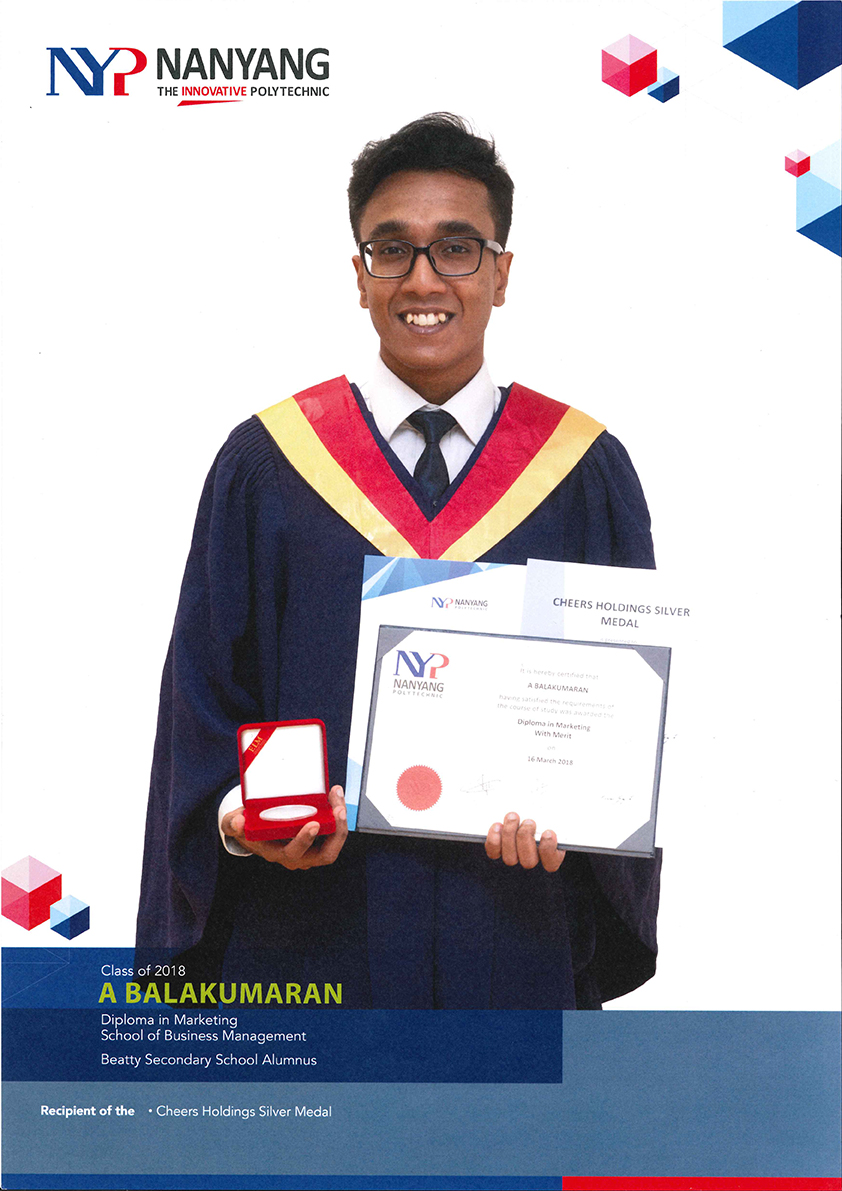 NYP NANYANG
THE INNOVATIVE POLYTECHNIC
NYP NANYANG
POLYTECHNIC
CHEERS HOLDINGS SILVER
MEDAL
NYP
NANYANG
POLYTECHNIC
It is hereby certified that
A BALAKUMARAN
having satisfied the requirements of
the course of study was awarded the
Diploma in Marketing
With Merit
on
16 March 2018
Class of 2018
A BALAKUMARAN
Diploma in Marketing
School of Business Management
Beatty Secondary School Alumnus
Recipient of the • Cheers Holdings Silver Medal